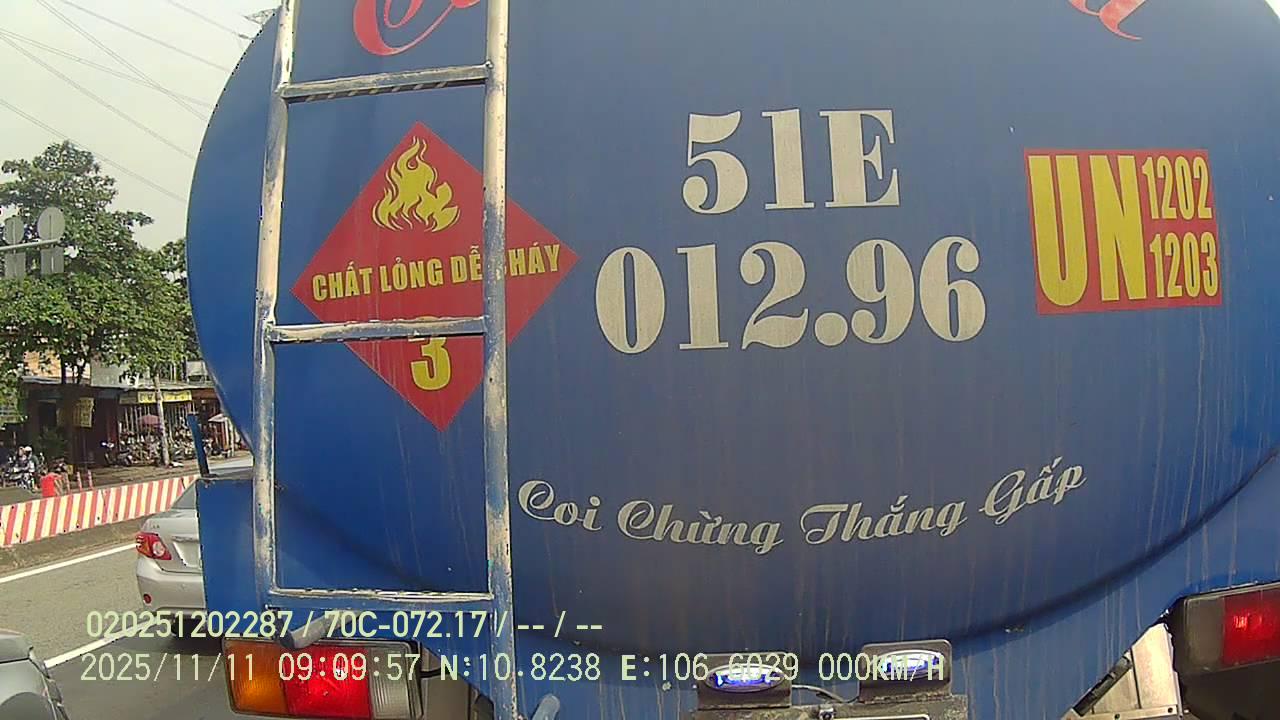 51E
012.96
CHẤT LỎNG DỄ CHÁY
3
UN
1202
1203
Coi Chừng Thắng Gấp
020251202287 / 70C-072.17 / -- / --
2025/11/11 09:09:57 N:10.8238 E:106.6029 000KM/H